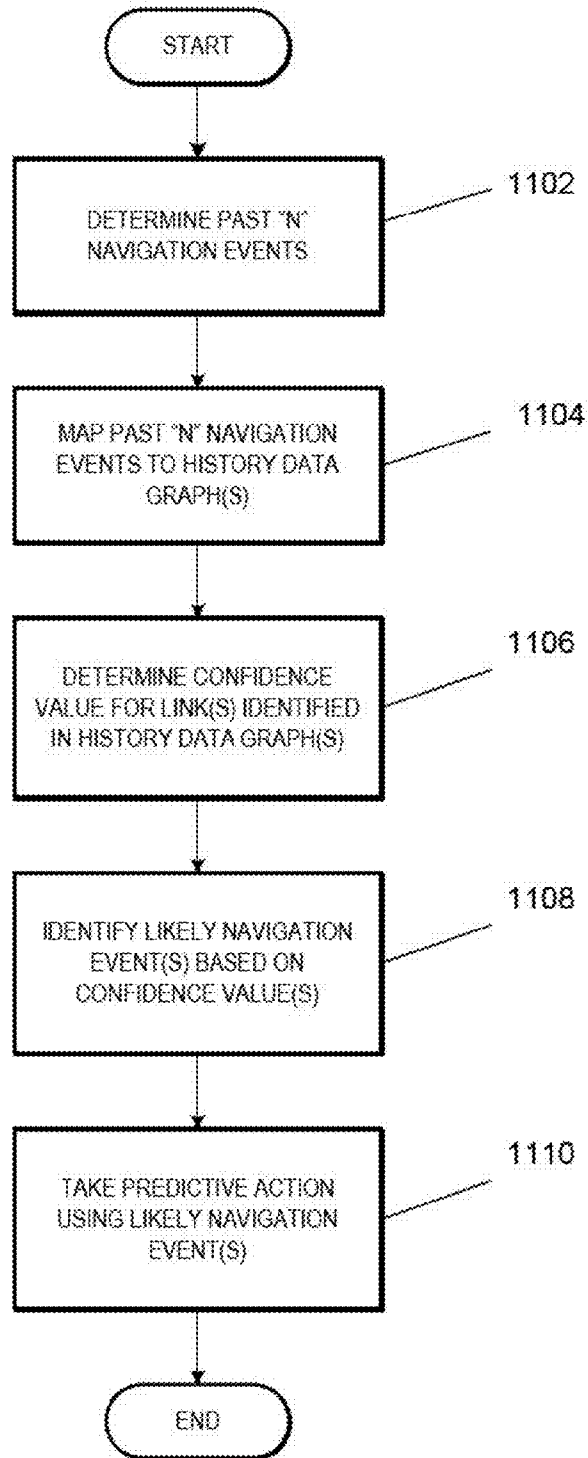 START
1102
DETERMINE PAST "N"
NAVIGATION EVENTS
1104
MAP PAST "N" NAVIGATION
EVENTS TO HISTORY DATA
GRAPH(S)
1106
DETERMINE CONFIDENCE
VALUE FOR LINK(S) IDENTIFIED
IN HISTORY DATA GRAPH(S)
1108
IDENTIFY LIKELY NAVIGATION
EVENT(S) BASED ON
CONFIDENCE VALUE(S)
1110
TAKE PREDICTIVE ACTION
USING LIKELY NAVIGATION
EVENT(S)
END